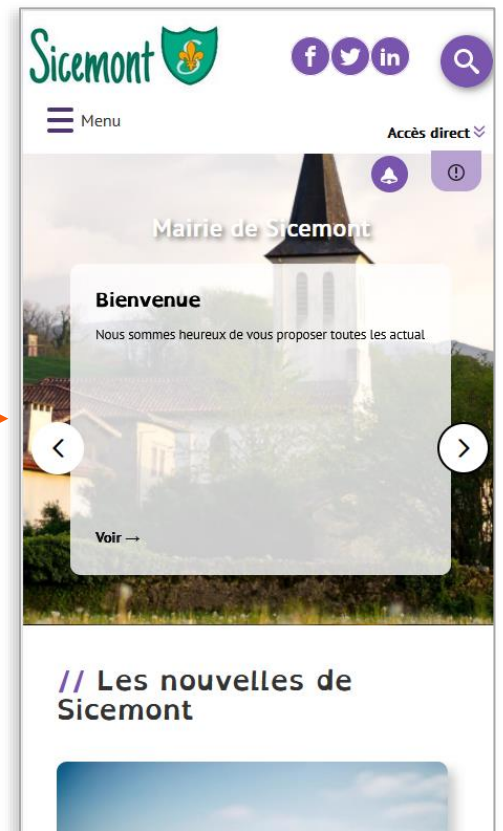 Sicemont
Menu
Accès direct
Mairie de Sicemont
Bienvenue
Nous sommes heureux de vous proposer toutes les actual
Voir →
// Les nouvelles de
Sicemont